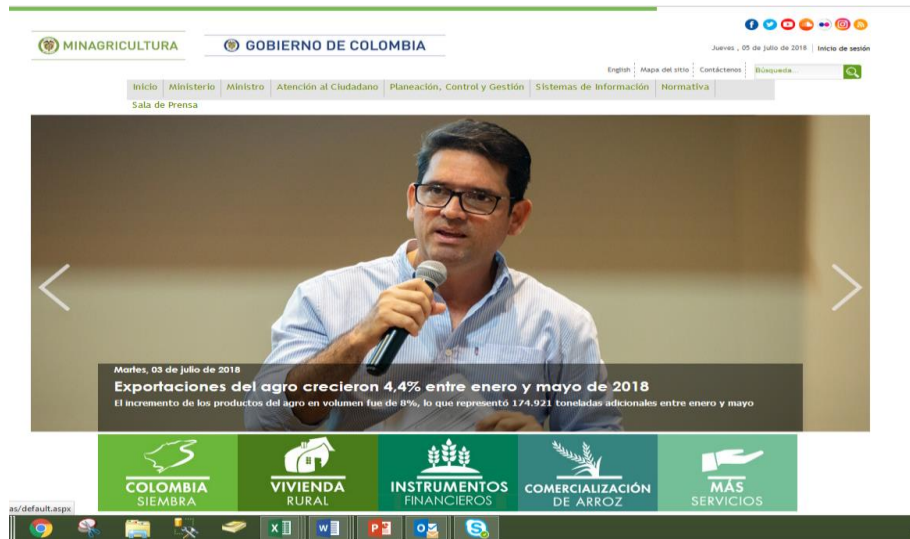 MINAGRICULTURA
GOBIERNO DE COLOMBIA
Jueves , 05 de julio de 2018 | Inicio de sesión
English Mapa del sitio Contáctenos Búsqueda...
Inicio Ministerio Ministro Atención al Ciudadano Planeación, Control y Gestión Sistemas de Información Normativa
Sala de Prensa
Martes, 03 de julio de 2018
Exportaciones del agro crecieron 4,4% entre enero y mayo de 2018
El incremento de los productos del agro en volumen fue de 8%, lo que representó 174.921 toneladas adicionales entre enero y mayo
COLOMBIA
SIEMBRA
VIVIENDA
RURAL
INSTRUMENTOS
FINANCIEROS
COMERCIALIZACIÓN
DE ARROZ
MÁS
SERVICIOS
as/default.aspx